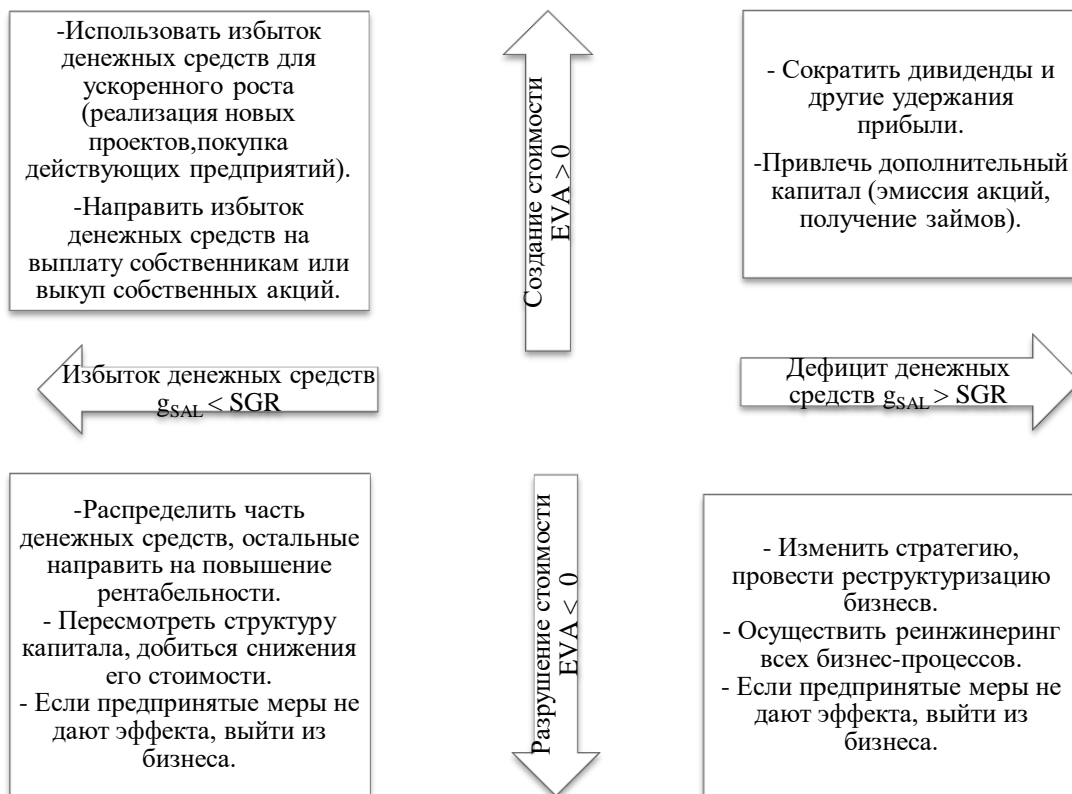 -Использовать избыток
денежных средств для
ускоренного роста
(реализация новых
проектов,покупка
действующих предприятий).
-Направить избыток
денежных средств на
выплату собственникам или
выкуп собственных акций.
Создание стоимости
EVA > 0
- Сократить дивиденды и
другие удержания
прибыли.
-Привлечь дополнительный
капитал (эмиссия акций,
получение займов).
Избыток денежных средств
gSAL < SGR
Дефицит денежных
средств gSAL > SGR
-Распределить часть
денежных средств, остальные
направить на повышение
рентабельности.
- Пересмотреть структуру
капитала, добиться снижения
его стоимости.
- Если предпринятые меры не
дают эффекта, выйти из
бизнеса.
Разрушение стоимости
EVA < 0
- Изменить стратегию,
провести реструктуризацию
бизнесв.
- Осуществить реинжинеринг
всех бизнес-процессов.
- Если предпринятые меры не
дают эффекта, выйти из
бизнеса.